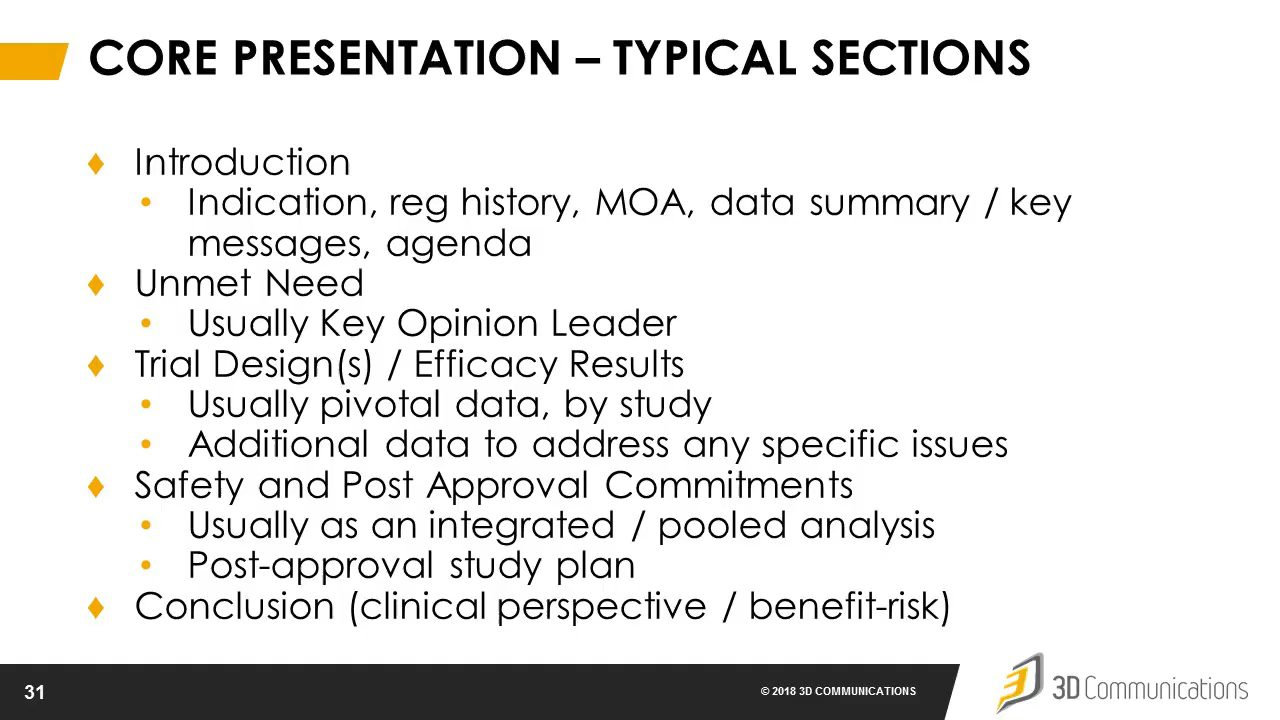 CORE PRESENTATION – TYPICAL SECTIONS
♦ Introduction
• Indication, reg history, MOA, data summary / key
messages, agenda
♦ Unmet Need
• Usually Key Opinion Leader
♦ Trial Design(s) / Efficacy Results
• Usually pivotal data, by study
• Additional data to address any specific issues
♦ Safety and Post Approval Commitments
• Usually as an integrated / pooled analysis
• Post-approval study plan
♦ Conclusion (clinical perspective / benefit-risk)
31
© 2018 3D COMMUNICATIONS
3D Communications